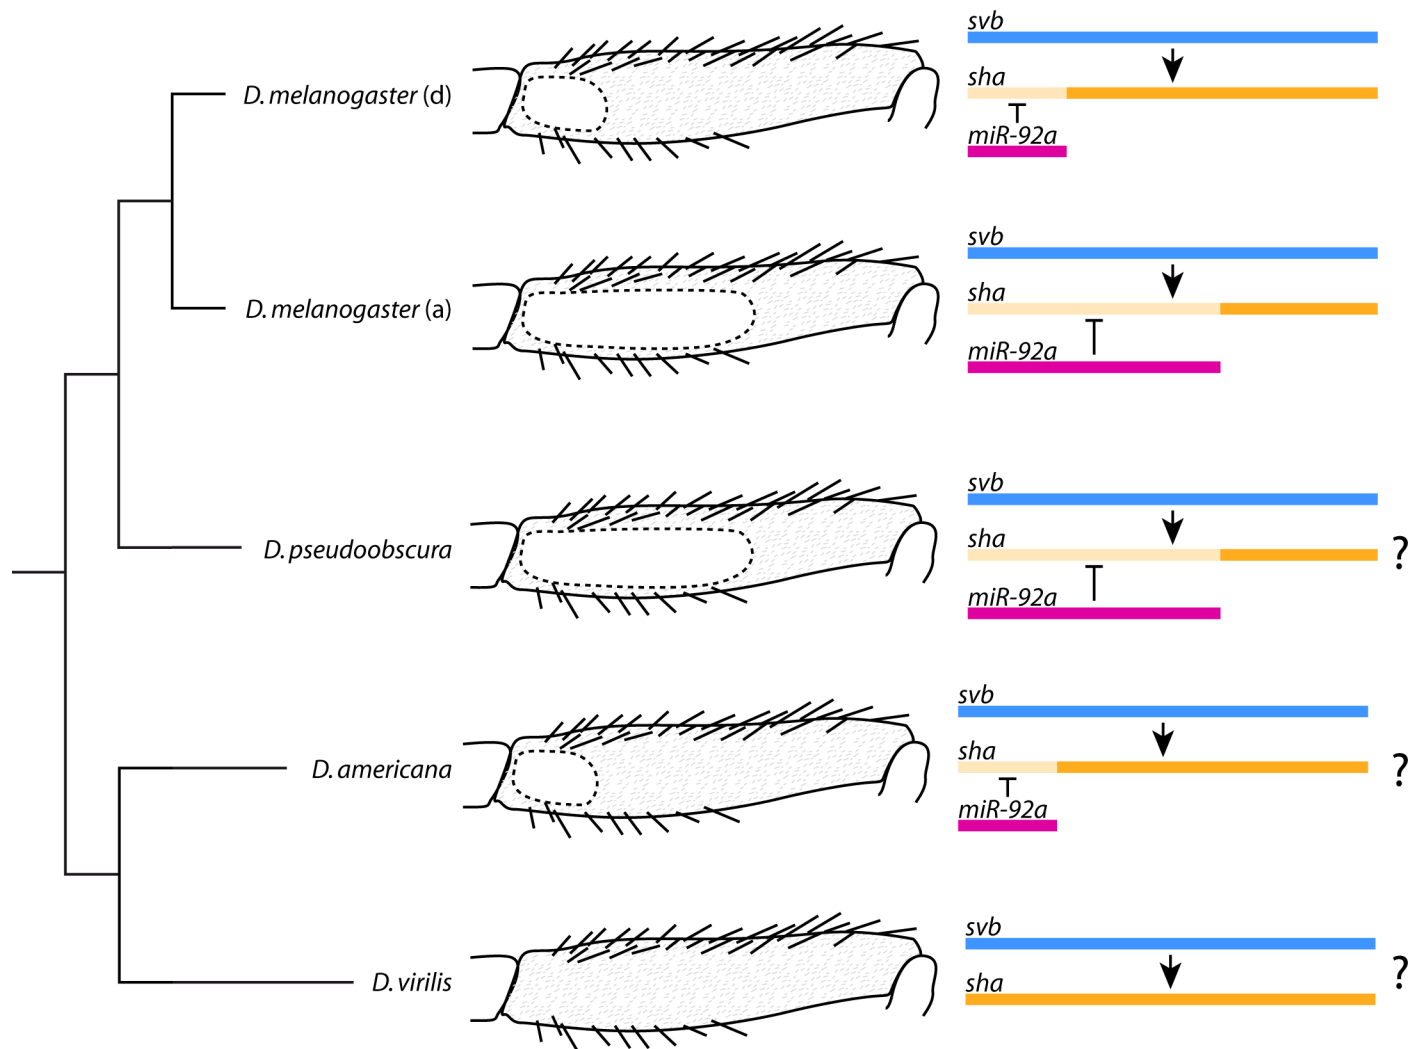 svb
sha
D. melanogaster (d)
miR-92a
svb
sha
D. melanogaster (a)
miR-92a
svb
sha
D. pseudoobscura
?
miR-92a
svb
sha
D. americana
?
miR-92a
svb
D. virilis
?
sha